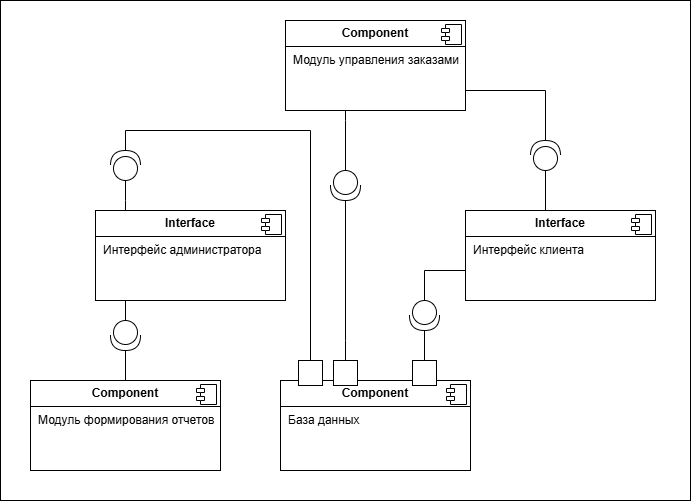 Component
Модуль управления заказами
Interface
Интерфейс администратора
Interface
Интерфейс клиента
Component
Модуль формирования отчетов
Component
База данных